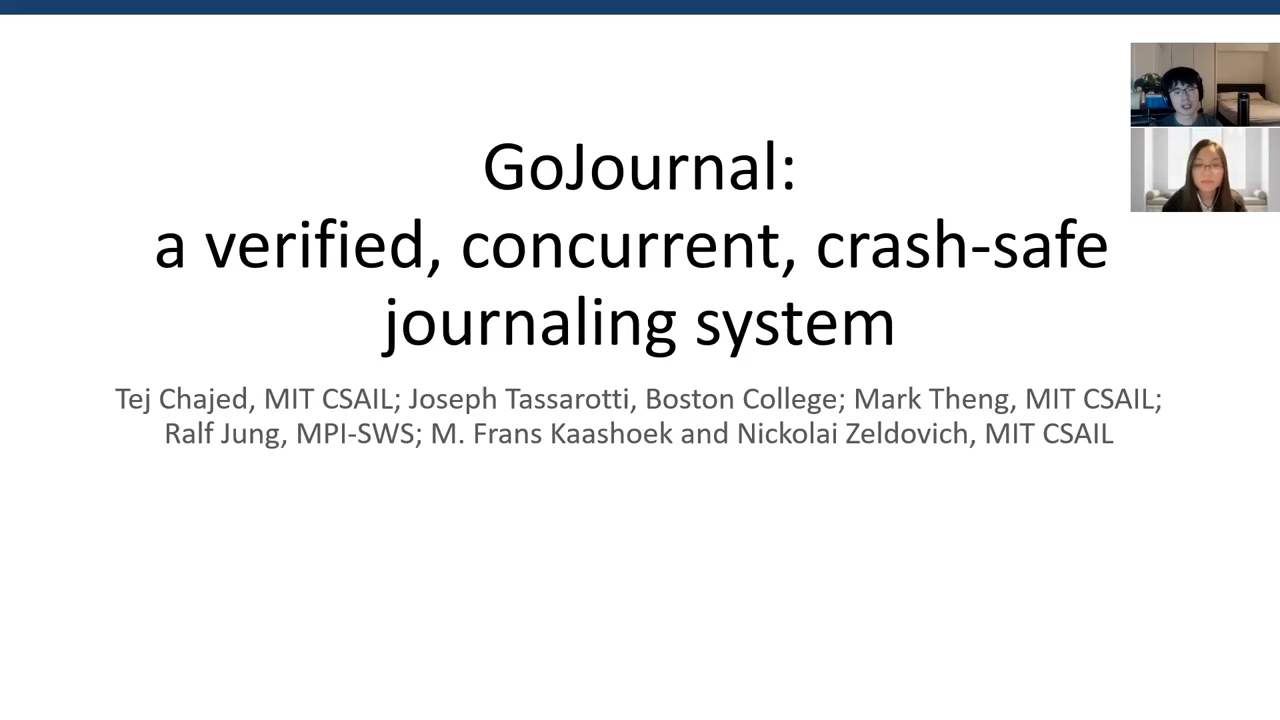 GoJournal:
a verified, concurrent, crash-safe
journaling system
Tej Chajed, MIT CSAIL; Joseph Tassarotti, Boston College; Mark Theng, MIT CSAIL;
Ralf Jung, MPI-SWS; M. Frans Kaashoek and Nickolai Zeldovich, MIT CSAIL